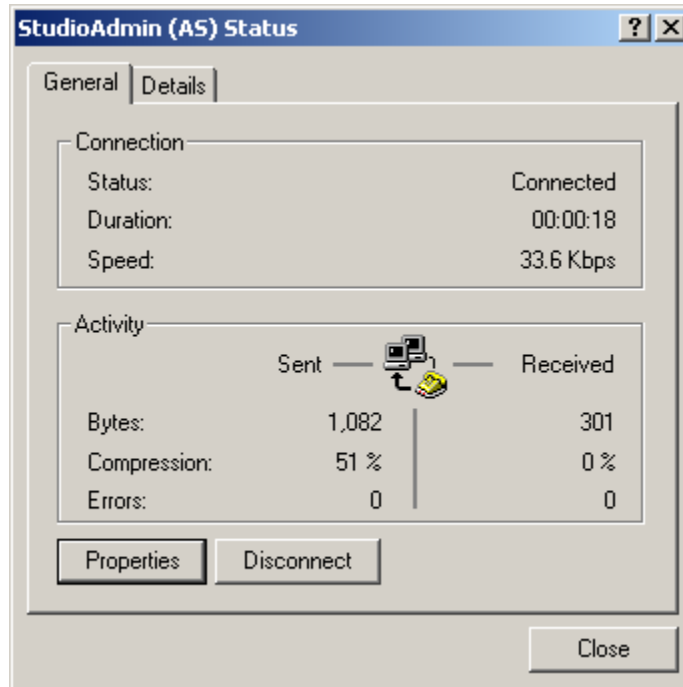 StudioAdmin (AS) Status
General Details
Connection
Status: Connected
Duration: 00:00:18
Speed: 33.6 Kbps
Activity
Sent Received
Bytes: 1,082 301
Compression: 51 % 0 %
Errors: 0 0
Properties Disconnect
Close